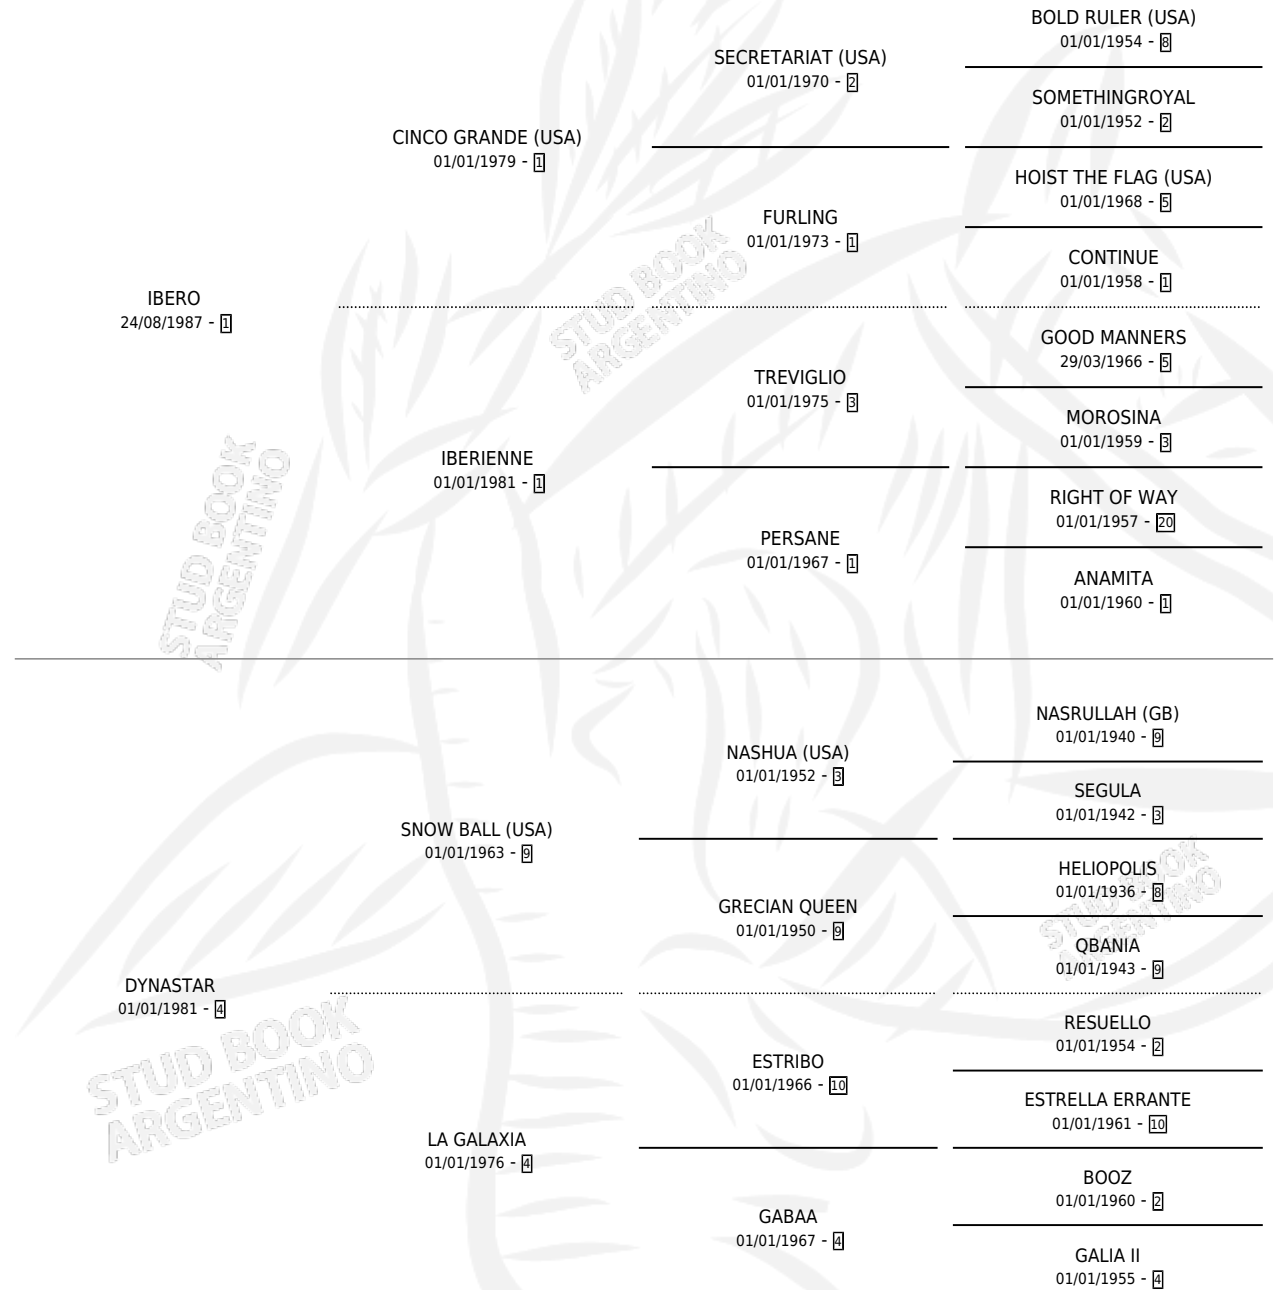 BOLD RULER (USA)
01/01/1954 - 8
SECRETARIAT (USA)
01/01/1970 - 2
SOMETHINGROYAL
01/01/1952 - 2
CINCO GRANDE (USA)
01/01/1979 - 1
HOIST THE FLAG (USA)
01/01/1968 - 5
FURLING
01/01/1973 - 1
CONTINUE
01/01/1958 - 1
IBERO
24/08/1987 - 1
GOOD MANNERS
29/03/1966 - 5
TREVIGLIO
01/01/1975 - 3
MOROSINA
01/01/1959 - 3
IBERIENNE
01/01/1981 - 1
RIGHT OF WAY
01/01/1957 - 20
PERSANE
01/01/1967 - 1
ANAMITA
01/01/1960 - 1
STUD BOOK
ARGENTINO
STUD BOOK
ARGENTINO
NASRULLAH (GB)
01/01/1940 - 9
NASHUA (USA)
01/01/1952 - 3
SEGULA
01/01/1942 - 3
SNOW BALL (USA)
01/01/1963 - 9
HELIOPOLIS
01/01/1936 - 8
GRECIAN QUEEN
01/01/1950 - 9
QBANIA
01/01/1943 - 9
DYNASTAR
01/01/1981 - 4
RESUELLO
01/01/1954 - 2
ESTRIBO
01/01/1966 - 10
ESTRELLA ERRANTE
01/01/1961 - 10
LA GALAXIA
01/01/1976 - 4
BOOZ
01/01/1960 - 2
GABAA
01/01/1967 - 4
GALIA II
01/01/1955 - 4
STUD BOOK
ARGENTINO
STUD BOOK
ARGENTINO